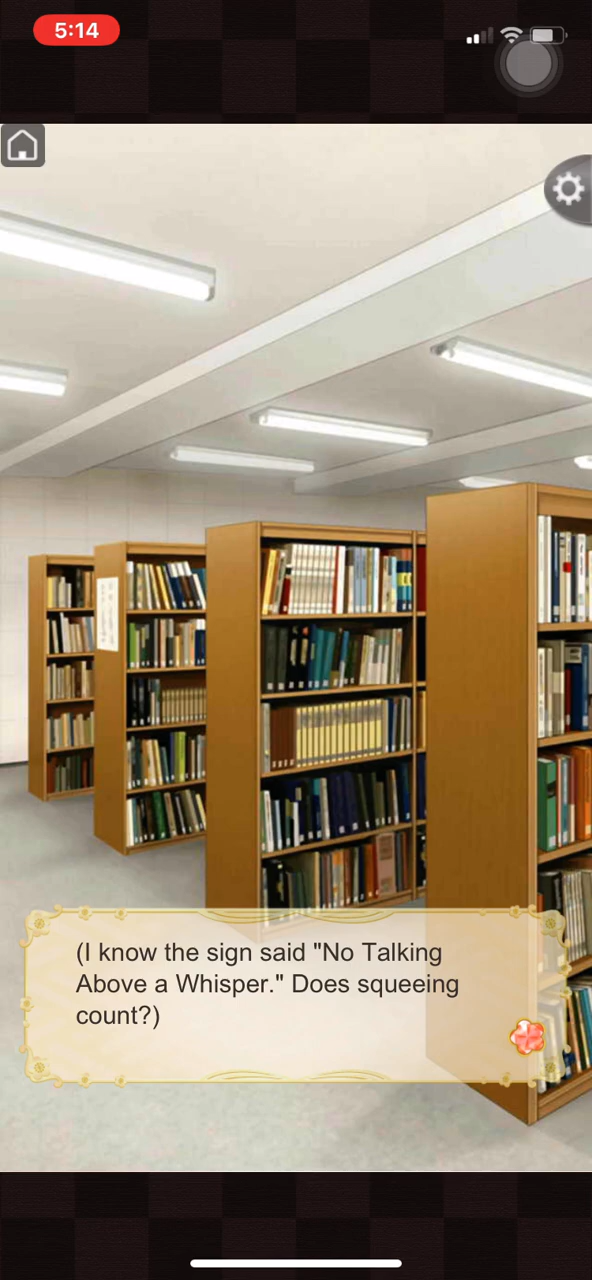 5:14
(I know the sign said "No Talking
Above a Whisper." Does squeeing
count?)